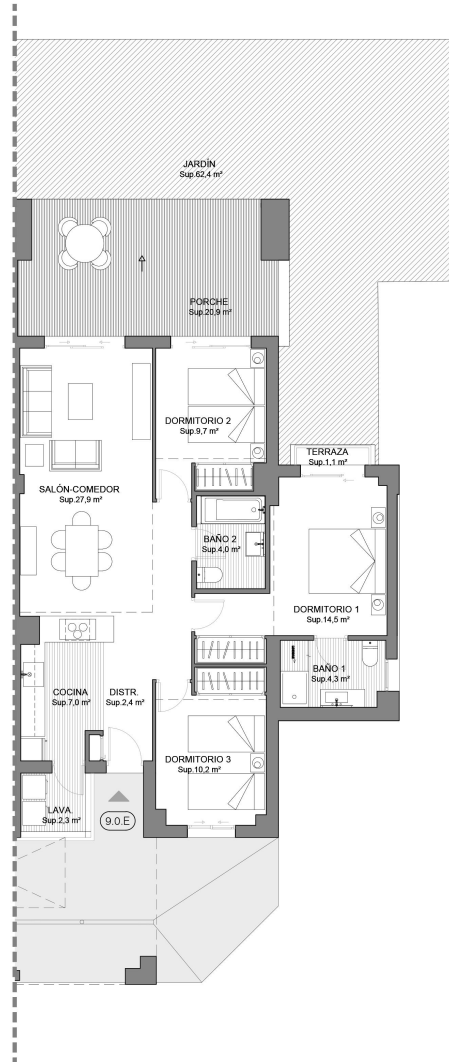 JARDÍN
Sup.62,4 m²
PORCHE
Sup.20,9 m²
DORMITORIO 2
Sup.9,7 m²
TERRAZA
Sup.1,1 m²
SALÓN-COMEDOR
Sup.27,9 m²
BAÑO 2
Sup.4,0 m²
DORMITORIO 1
Sup.14,5 m²
BAÑO 1
Sup.4,3 m²
COCINA
Sup.7,0 m²
DISTR.
Sup.2,4 m²
DORMITORIO 3
Sup.10,2 m²
LAVA.
Sup.2,3 m²
9.0.E